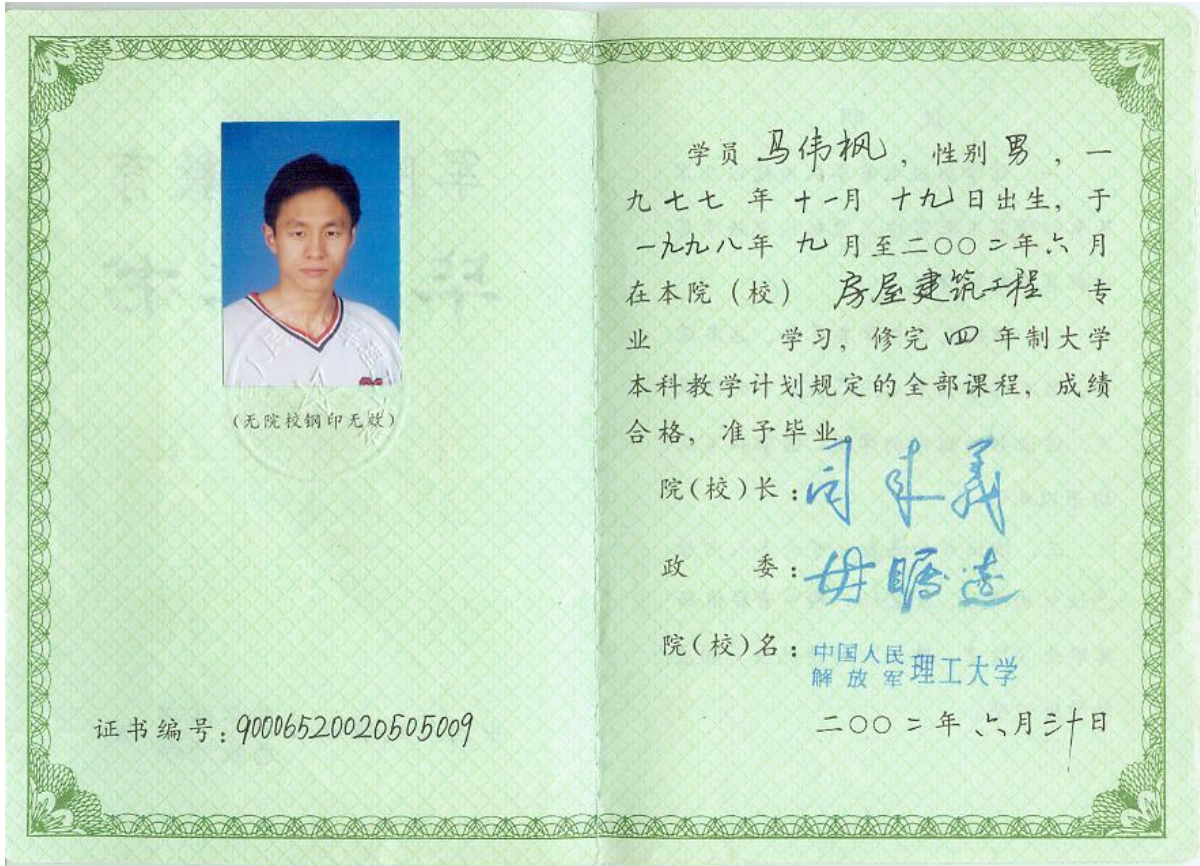 (无院校钢印无效)
证书编号:90006520020505009
学员 马伟枫,性别 男,一
九七七 年 十一月 十九日出生,于
一九九八年 九 月至二〇〇二年六 月
在本院(校) 房屋建筑工程 专
业 学习,修完 四 年制大学
本科教学计划规定的全部课程,成绩
合格,准予毕业。
院(校)长:司来义
政 委:毋瞩远
院(校)名:中国人民解放军理工大学
二〇〇二年 六月三十日